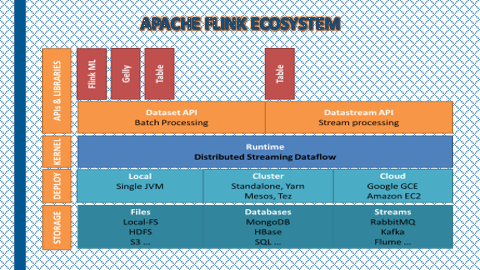 APACHE FLINK ECOSYSTEM
APIs & LIBRARIES
Flink ML
Gelly
Table
Table
Dataset API
Batch Processing
Datastream API
Stream processing
KERNEL
Runtime
Distributed Streaming Dataflow
DEPLOY
Local
Single JVM
Cluster
Standalone, Yarn
Mesos, Tez
Cloud
Google GCE
Amazon EC2
STORAGE
Files
Local-FS
HDFS
S3 ...
Databases
MongoDB
HBase
SQL ...
Streams
RabbitMQ
Kafka
Flume ...